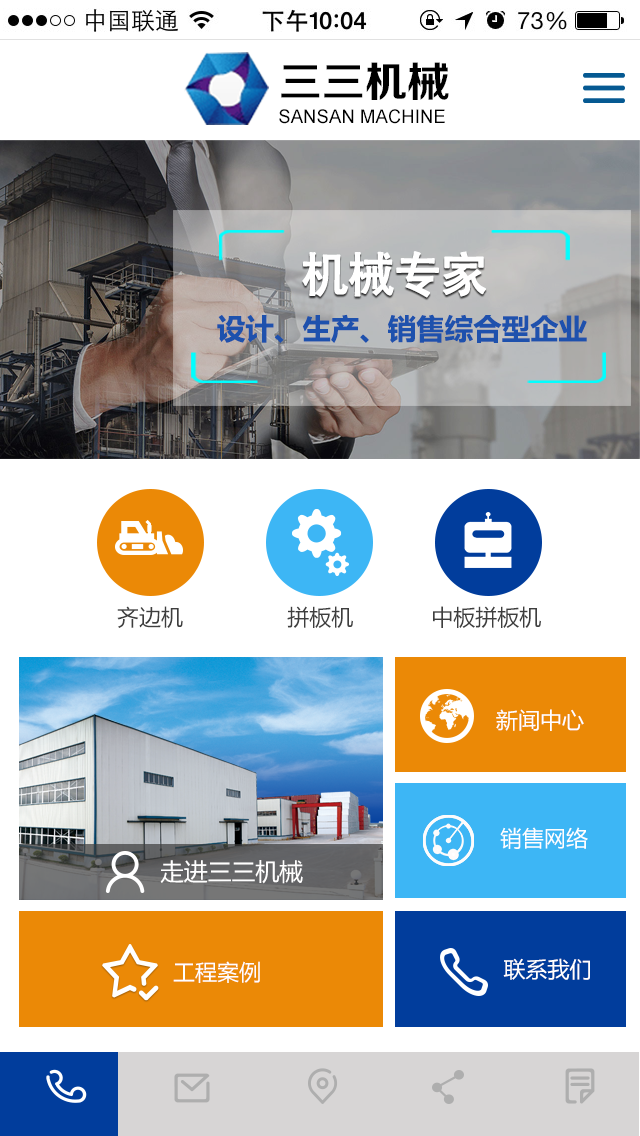 中国联通 下午10:04 73%
三三机械
SANSAN MACHINE
机械专家
设计、生产、销售综合型企业
齐边机 拼板机 中板拼板机
新闻中心
销售网络
走进三三机械
工程案例
联系我们